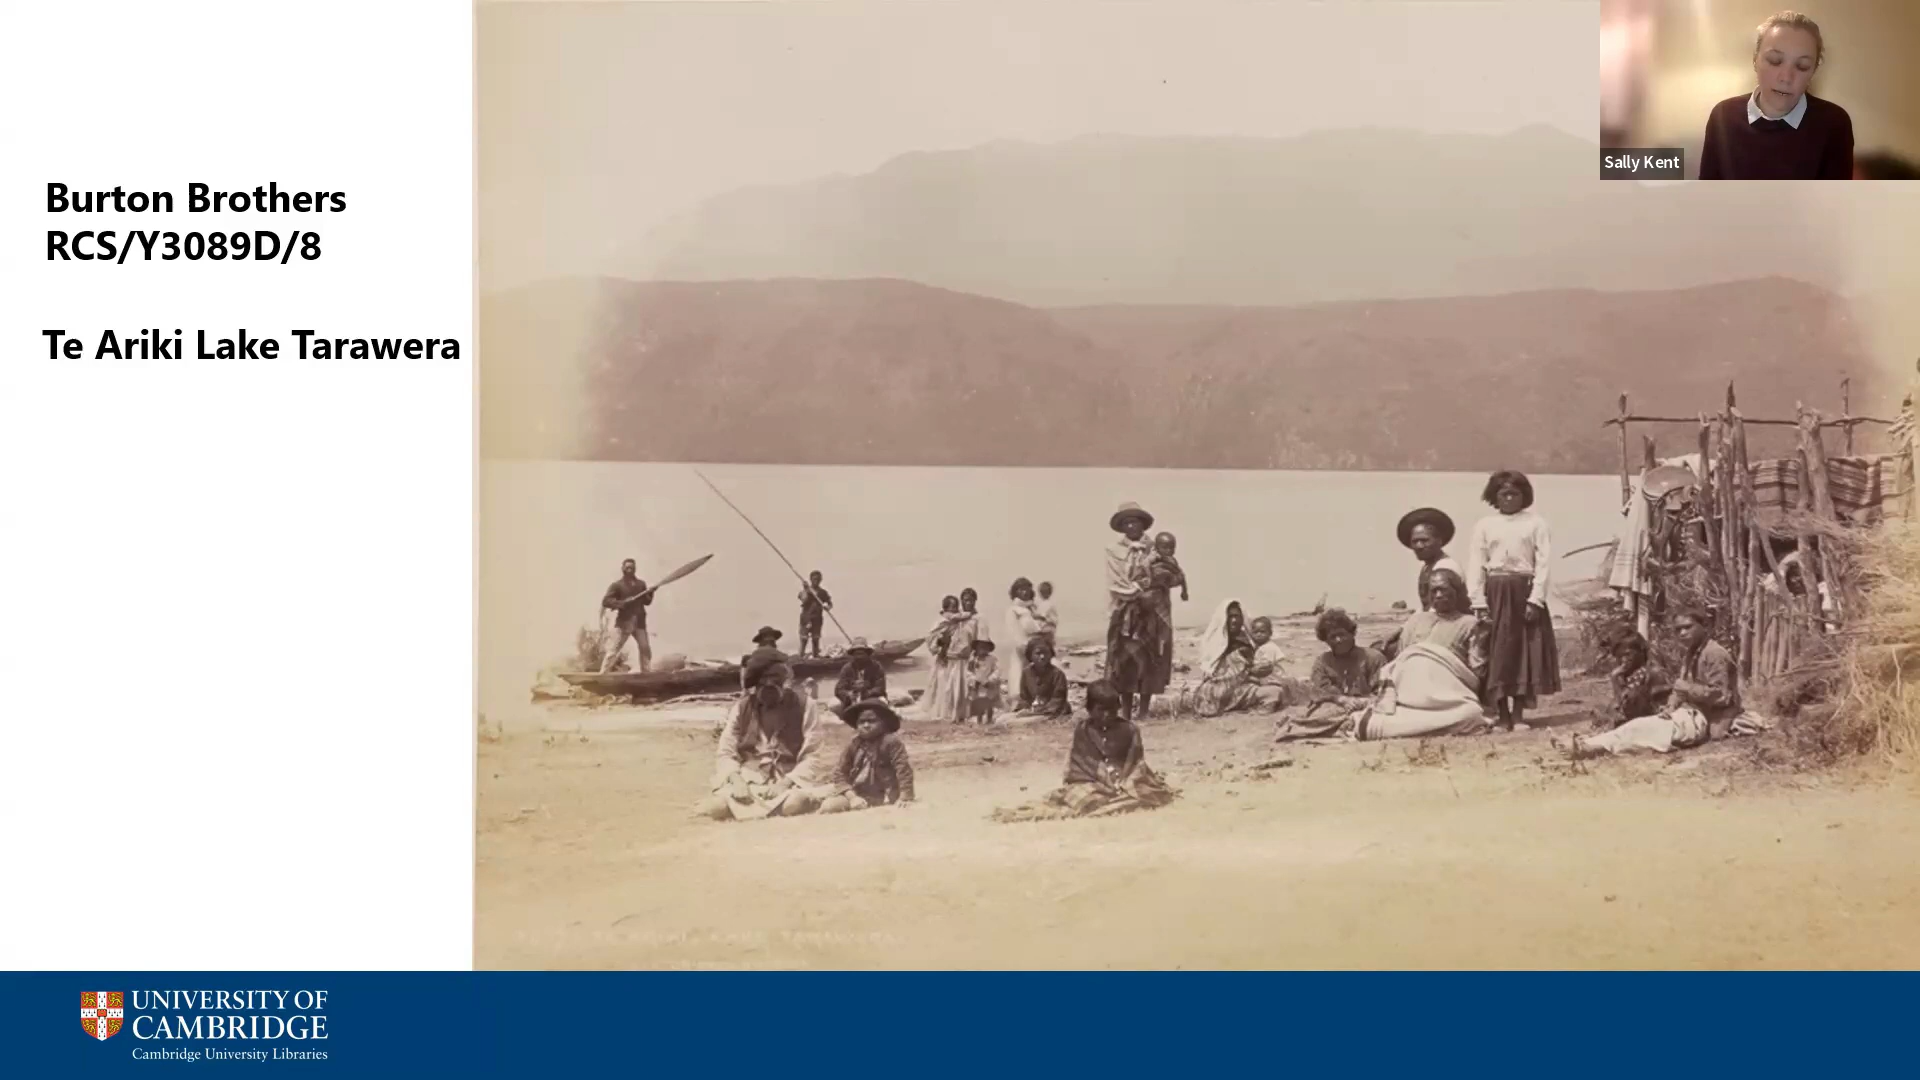 Burton Brothers
RCS/Y3089D/8
Te Ariki Lake Tarawera
Sally Kent
UNIVERSITY OF
CAMBRIDGE
Cambridge University Libraries